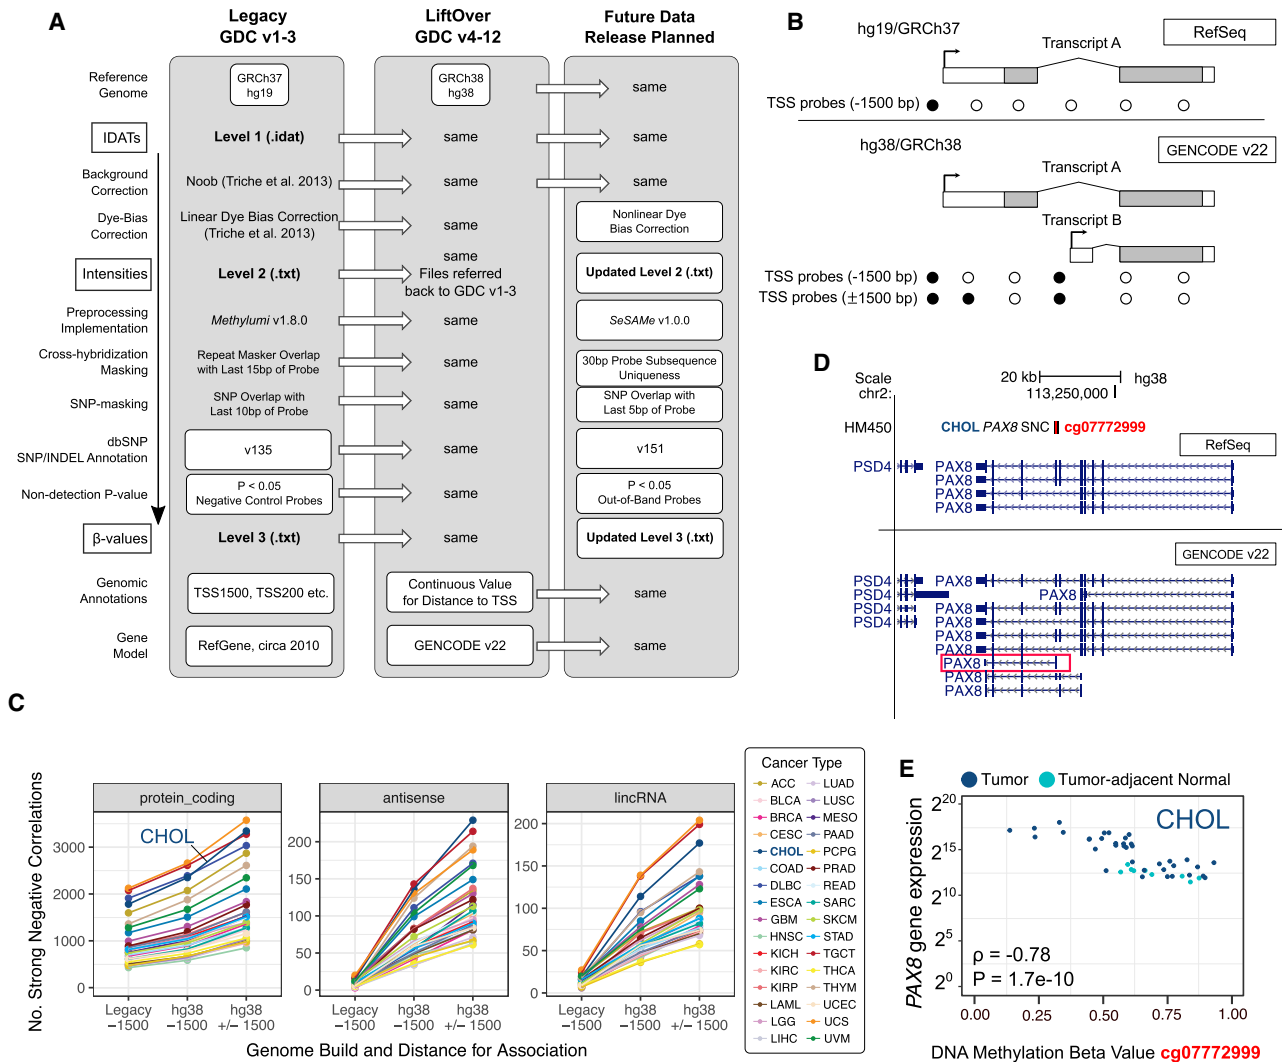 A
Legacy
GDC v1-3
LiftOver
GDC v4-12
Future Data
Release Planned
Reference
Genome
GRCh37
hg19
GRCh38
hg38
same
IDATs
Level 1 (.idat)
same
same
Background
Correction
Noob (Triche et al. 2013)
same
same
Dye-Bias
Correction
Linear Dye Bias Correction
(Triche et al. 2013)
same
Nonlinear Dye
Bias Correction
Intensities
Level 2 (.txt)
same
Files referred
back to GDC v1-3
Updated Level 2 (.txt)
Preprocessing
Implementation
Methylumi v1.8.0
same
SeSAMe v1.0.0
Cross-hybridization
Masking
Repeat Masker Overlap
with Last 15bp of Probe
same
30bp Probe Subsequence
Uniqueness
SNP-masking
SNP Overlap with
Last 10bp of Probe
same
SNP Overlap with
Last 5bp of Probe
dbSNP
SNP/INDEL Annotation
v135
same
v151
Non-detection P-value
P < 0.05
Negative Control Probes
same
P < 0.05
Out-of-Band Probes
β-values
Level 3 (.txt)
same
Updated Level 3 (.txt)
Genomic
Annotations
TSS1500, TSS200 etc.
Continuous Value
for Distance to TSS
same
Gene
Model
RefGene, circa 2010
GENCODE v22
same
B
hg19/GRCh37
RefSeq
Transcript A
TSS probes (-1500 bp)
hg38/GRCh38
GENCODE v22
Transcript A
Transcript B
TSS probes (-1500 bp)
TSS probes (±1500 bp)
D
Scale
chr2:
20 kb
hg38
113,250,000
HM450
CHOL PAX8 SNC
cg07772999
RefSeq
PSD4
PAX8
PAX8
PAX8
PAX8
GENCODE v22
PSD4
PAX8
PSD4
PAX8
PSD4
PAX8
PSD4
PAX8
PAX8
PAX8
PAX8
PAX8
PAX8
C
No. Strong Negative Correlations
protein_coding
antisense
lincRNA
CHOL
3000
2000
1000
0
200
150
100
50
0
200
150
100
50
0
Legacy
−1500
hg38
−1500
hg38
+/− 1500
Legacy
−1500
hg38
−1500
hg38
+/− 1500
Legacy
−1500
hg38
−1500
hg38
+/− 1500
Genome Build and Distance for Association
Cancer Type
ACC
BLCA
BRCA
CESC
CHOL
COAD
DLBC
ESCA
GBM
HNSC
KICH
KIRC
KIRP
LAML
LGG
LIHC
LUAD
LUSC
MESO
PAAD
PCPG
PRAD
READ
SARC
SKCM
STAD
TGCT
THCA
THYM
UCEC
UCS
UVM
E
Tumor
Tumor-adjacent Normal
CHOL
PAX8 gene expression
2^20
2^15
2^10
2^5
2^0
ρ = -0.78
P = 1.7e-10
0.00
0.25
0.50
0.75
1.00
DNA Methylation Beta Value cg07772999